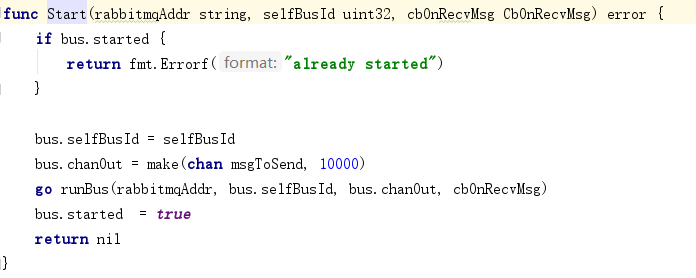 func Start(rabbitmqAddr string, selfBusId uint32, cbOnRecvMsg CbOnRecvMsg) error {
    if bus.started {
        return fmt.Errorf( format: "already started")
    }

    bus.selfBusId = selfBusId
    bus.chanOut = make(chan msgToSend, 10000)
    go runBus(rabbitmqAddr, bus.selfBusId, bus.chanOut, cbOnRecvMsg)
    bus.started  = true
    return nil
}